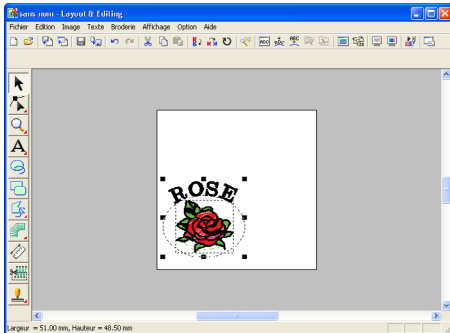 sans nom - Layout & Editing
Fichier Edition Image Texte Broderie Affichage Option Aide
ROSE
A
Largeur = 51.00 mm, Hauteur = 48.50 mm